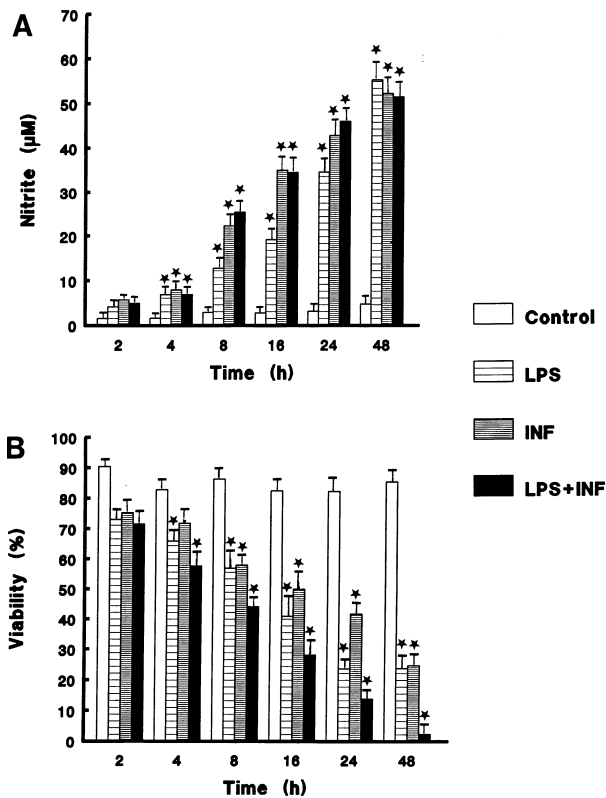 A
70
60
50
40
30
20
10
0
Nitrite (μM)
2 4 8 16 24 48
Time (h)
Control
LPS
INF
LPS+INF
B
100
90
80
70
60
50
40
30
20
10
0
Viability (%)
2 4 8 16 24 48
Time (h)